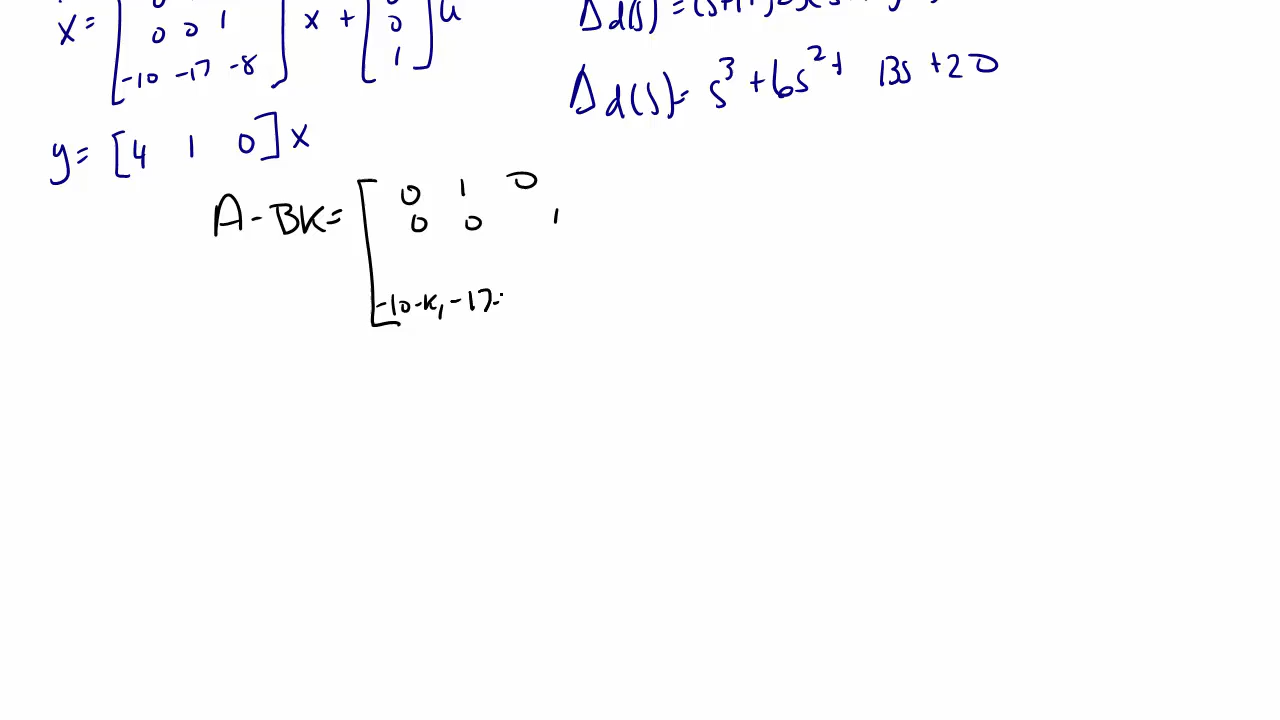 x = [ 0 0 1 ] x + [ 0 ] u
-10 -17 -8 1
Δd(s) =
Δd(s) = s³ + 6s² + 13s + 20
y = [4 1 0] x
A-BK = [ 0 1 0
0 0 1
-10-K₁ -17-